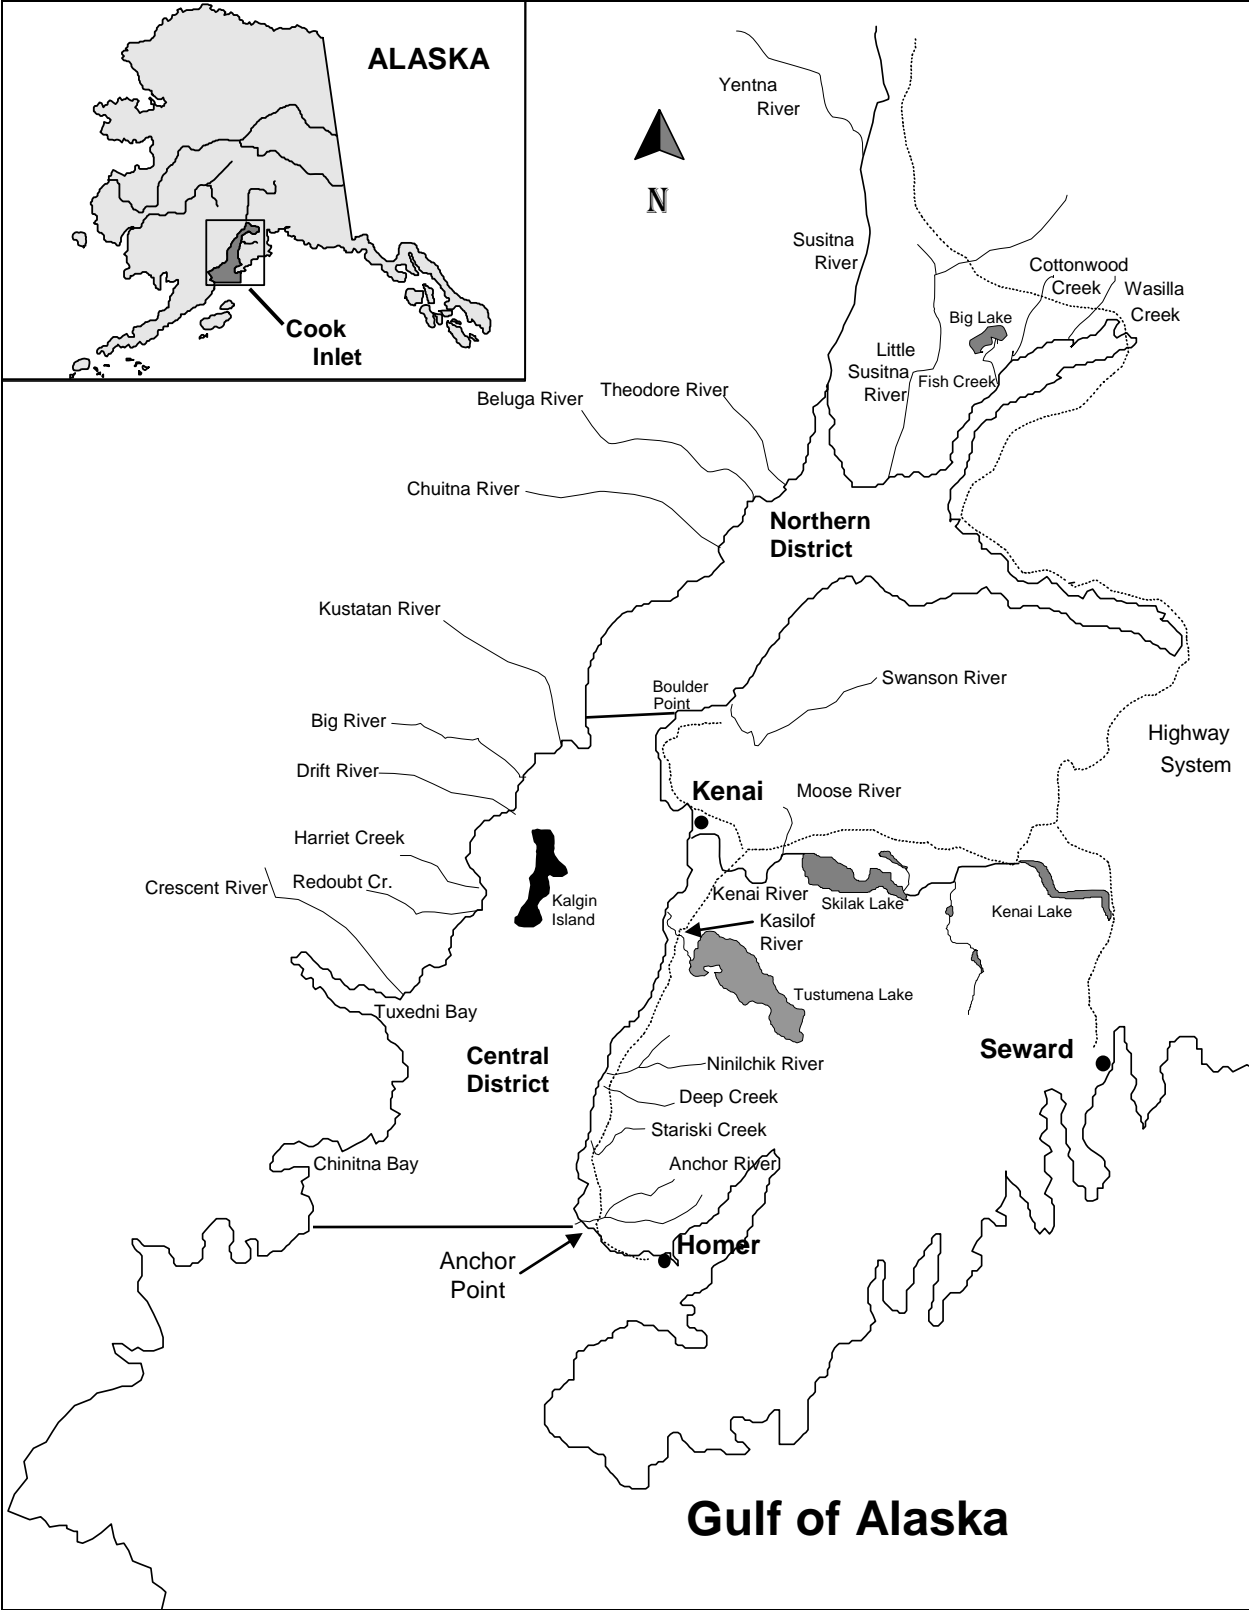 ALASKA
Cook
Inlet
Yentna
River
N
Susitna
River
Cottonwood
Creek
Wasilla
Creek
Big Lake
Little
Susitna
River
Fish Creek
Theodore River
Beluga River
Chuitna River
Northern
District
Kustatan River
Boulder
Point
Swanson River
Big River
Highway
System
Drift River
Kenai
Moose River
Harriet Creek
Crescent River
Redoubt Cr.
Kalgin
Island
Kenai River
Skilak Lake
Kenai Lake
Kasilof
River
Tustumena Lake
Tuxedni Bay
Central
District
Seward
Ninilchik River
Deep Creek
Stariski Creek
Chinitna Bay
Anchor River
Homer
Anchor
Point
Gulf of Alaska